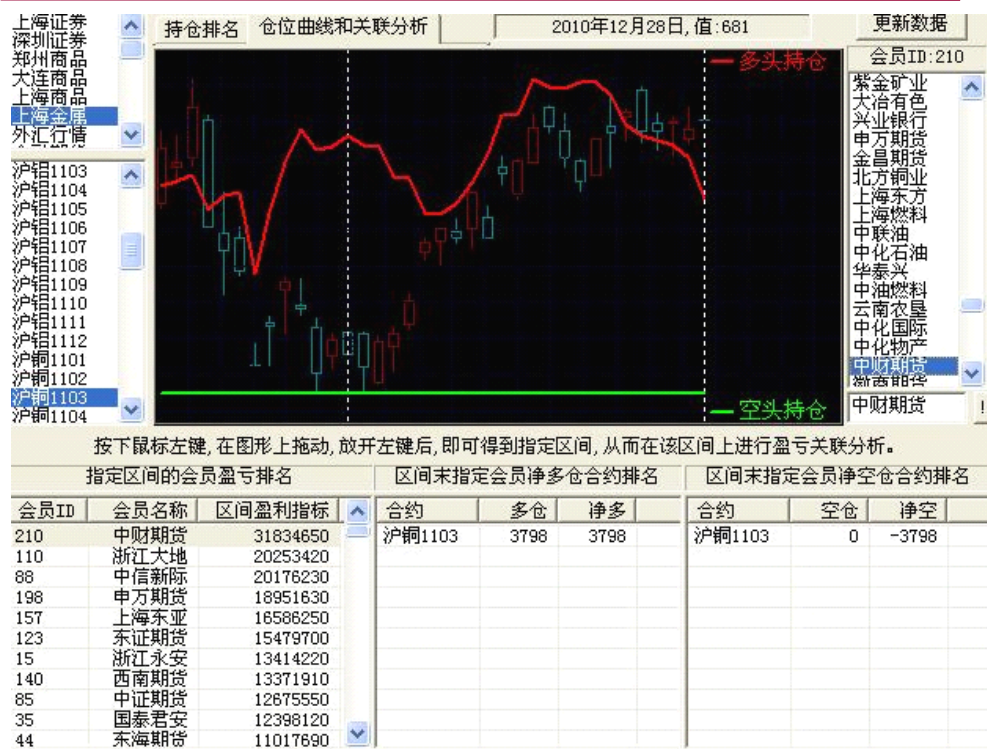 上海证券
深圳证券
郑州商品
大连商品
上海商品
上海金属
外汇行情
沪铝1103
沪铝1104
沪铝1105
沪铝1106
沪铝1107
沪铝1108
沪铝1109
沪铝1110
沪铝1111
沪铝1112
沪铜1101
沪铜1102
沪铜1103
沪铜1104
持仓排名 仓位曲线和关联分析 2010年12月28日,值:681
多头持仓
空头持仓
更新数据
会员ID:210
紫金矿业
大冶有色
兴业银行
申万期货
金昌期货
北方铜业
上海东方
上海燃料
中联油
中化石油
华泰兴
中油燃料
云南农垦
中化国际
中化物产
中财期货
徽商期货
中财期货 !
按下鼠标左键,在图形上拖动,放开左键后,即可得到指定区间,从而在该区间上进行盈亏关联分析。
指定区间的会员盈亏排名
会员ID 会员名称 区间盈利指标
210 中财期货 31834650
110 浙江大地 20253420
88 中信新际 20176230
198 申万期货 18951630
157 上海东亚 16586250
123 东证期货 15479700
15 浙江永安 13414220
140 西南期货 13371910
85 中证期货 12675550
35 国泰君安 12398120
44 东海期货 11017690
区间末指定会员净多仓合约排名
合约 多仓 净多
沪铜1103 3798 3798
区间末指定会员净空仓合约排名
合约 空仓 净空
沪铜1103 0 -3798